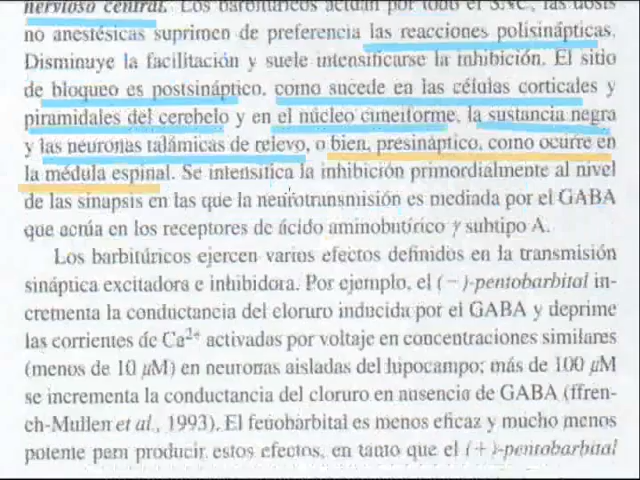 nervioso central. Los barbitúricos actúan por todo el SNC; las dosis
no anestésicas suprimen de preferencia las reacciones polisinápticas.
Disminuye la facilitación y suele intensificarse la inhibición. El sitio
de bloqueo es postsináptico, como sucede en las células corticales y
piramidales del cerebelo y en el núcleo cuneiforme, la sustancia negra
y las neuronas talámicas de relevo, o bien, presináptico, como ocurre en
la médula espinal. Se intensifica la inhibición primordialmente al nivel
de las sinapsis en las que la neurotransmisión es mediada por el GABA
que actúa en los receptores de ácido aminobutírico γ subtipo A.
Los barbitúricos ejercen varios efectos definidos en la transmisión
sináptica excitadora e inhibidora. Por ejemplo, el (−)-pentobarbital in-
crementa la conductancia del cloruro inducida por el GABA y deprime
las corrientes de Ca²⁺ activadas por voltaje en concentraciones similares
(menos de 10 μM) en neuronas aisladas del hipocampo; más de 100 μM
se incrementa la conductancia del cloruro en ausencia de GABA (ffren-
ch-Mullen et al., 1993). El fenobarbital es menos eficaz y mucho menos
potente para producir estos efectos, en tanto que el (+)-pentobarbital